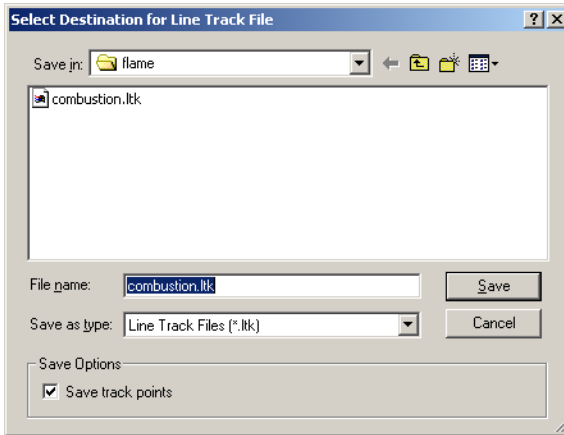 Select Destination for Line Track File
Save in: flame
combustion.ltk
File name: combustion.ltk Save
Save as type: Line Track Files (*.ltk) Cancel
Save Options
Save track points